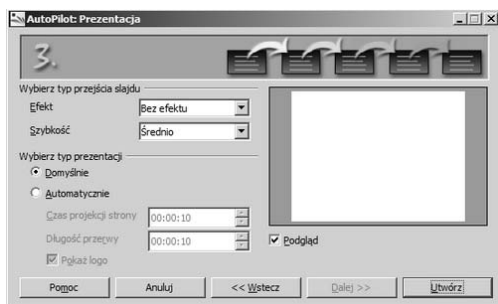 AutoPilot: Prezentacja
3.
Wybierz typ przejścia slajdu
Efekt
Bez efektu
Szybkość
Średnio
Wybierz typ prezentacji
Domyślnie
Automatycznie
Czas projekcji strony
00:00:10
Długość przerwy
00:00:10
Pokaż logo
Podgląd
Pomoc
Anuluj
<< Wstecz
Dalej >>
Utwórz